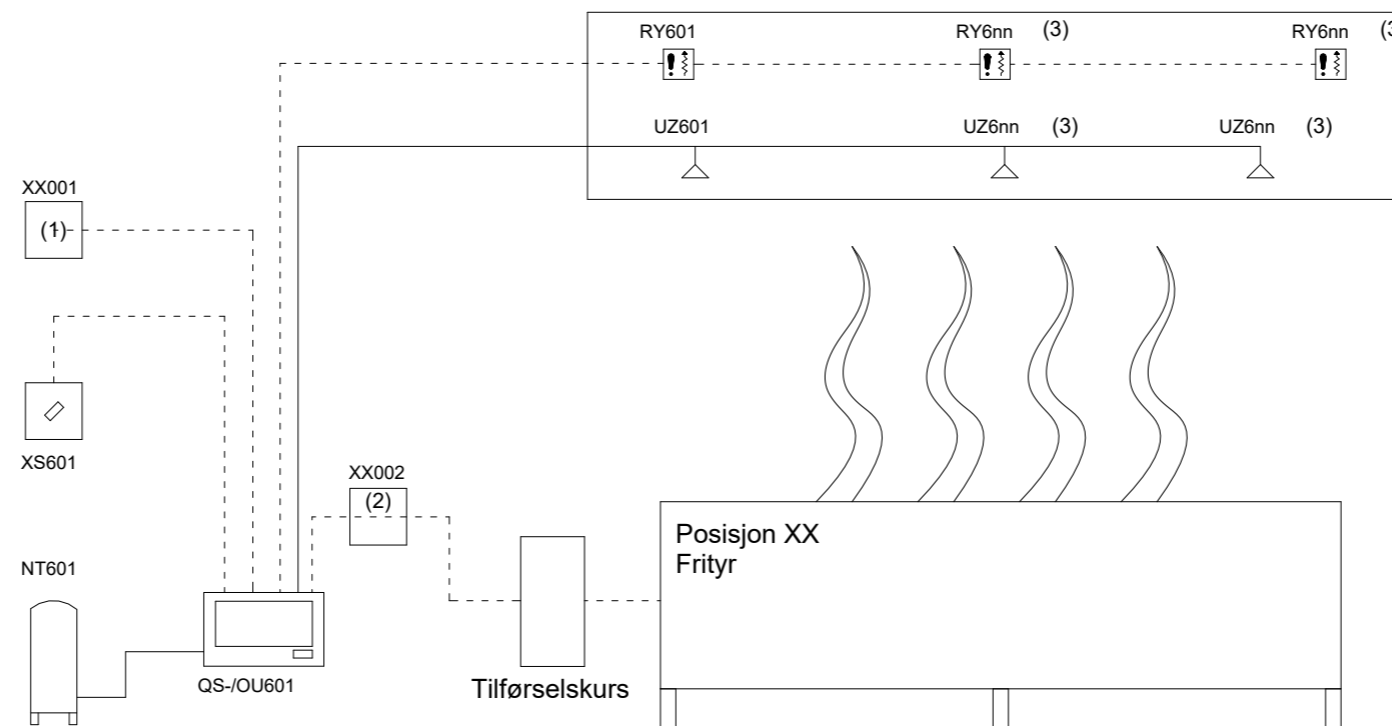 RY601
RY6nn (3)
RY6nn
UZ601
UZ6nn (3)
UZ6nn (3)
XX001
(1)
XS601
XX002
(2)
NT601
QS-/OU601
Tilførselskurs
Posisjon XX
Frityr